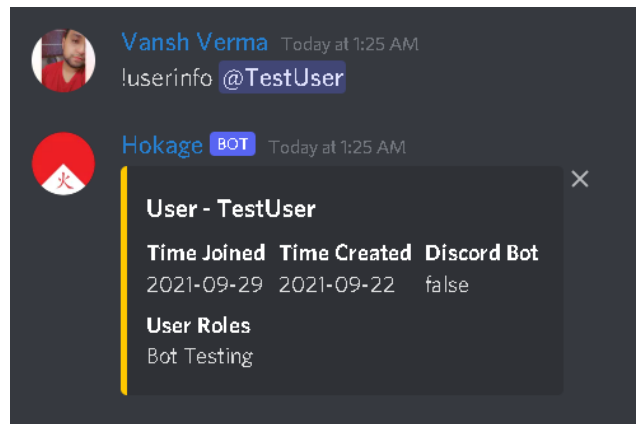 Vansh Verma Today at 1:25 AM
!userinfo @TestUser
Hokage BOT Today at 1:25 AM
火
User - TestUser
Time Joined Time Created Discord Bot
2021-09-29 2021-09-22 false
User Roles
Bot Testing